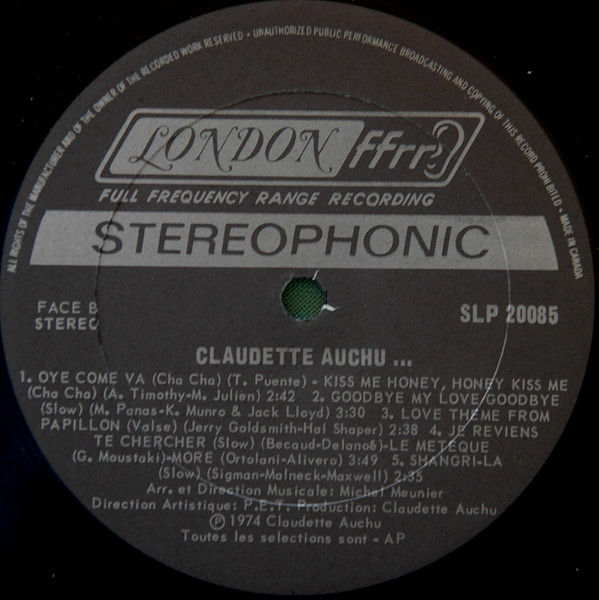 ALL RIGHTS OF THE MANUFACTURER AND OF THE OWNER OF THE RECORDED WORK RESERVED • UNAUTHORIZED PUBLIC PERFORMANCE BROADCASTING AND COPYING OF THIS RECORD PROHIBITED • MADE IN CANADA
LONDON ffrr
FULL FREQUENCY RANGE RECORDING
STEREOPHONIC
FACE B
STEREO
SLP 20085
CLAUDETTE AUCHU ...
1. OYE COME VA (Cha Cha) (T. Puente) - KISS ME HONEY, HONEY KISS ME
(Cha Cha) (A. Timothy-M. Julien) 2:42 2. GOODBYE MY LOVE GOODBYE
(Slow) (M. Panas-K. Munro & Jack Lloyd) 3:30 3. LOVE THEME FROM
PAPILLON (Valse) (Jerry Goldsmith-Hal Shaper) 2:38 4. JE REVIENS
TE CHERCHER (Slow) (Becaud-Delanoé)-LE METEQUE
(G. Moustaki)-MORE (Ortolani-Alivero) 3:49 5. SHANGRI-LA
(Slow) (Sigman-Malneck-Maxwell) 2:35
Arr. et Direction Musicale: Michel Meunier
Direction Artistique: P.E.T. Production: Claudette Auchu
℗ 1974 Claudette Auchu
Toutes les selections sont - AP